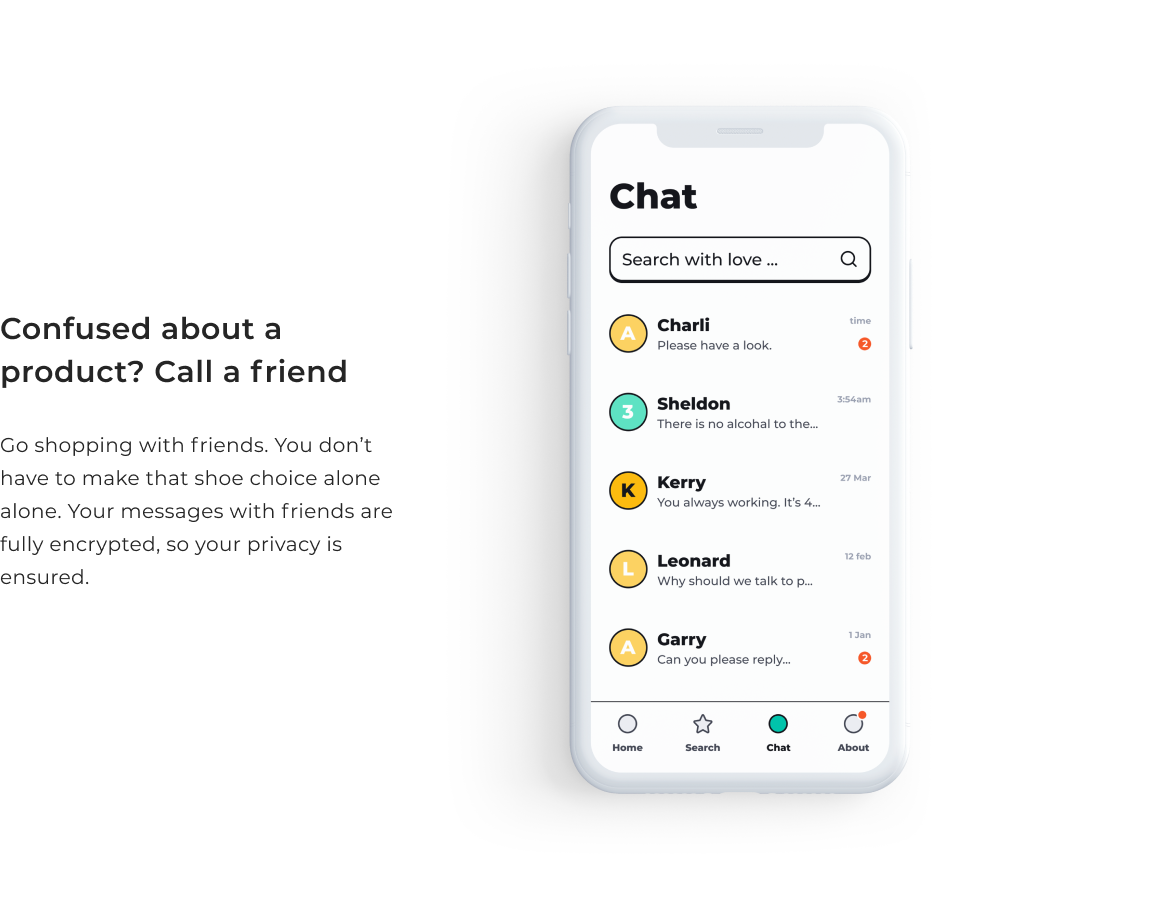 Confused about a
product? Call a friend
Go shopping with friends. You don’t
have to make that shoe choice alone
alone. Your messages with friends are
fully encrypted, so your privacy is
ensured.
Chat
Search with love ...
A
Charli
time
Please have a look.
2
3
Sheldon
3:54am
There is no alcohal to the...
K
Kerry
27 Mar
You always working. It’s 4...
L
Leonard
12 feb
Why should we talk to p...
A
Garry
1 Jan
Can you please reply...
2
Home Search Chat About